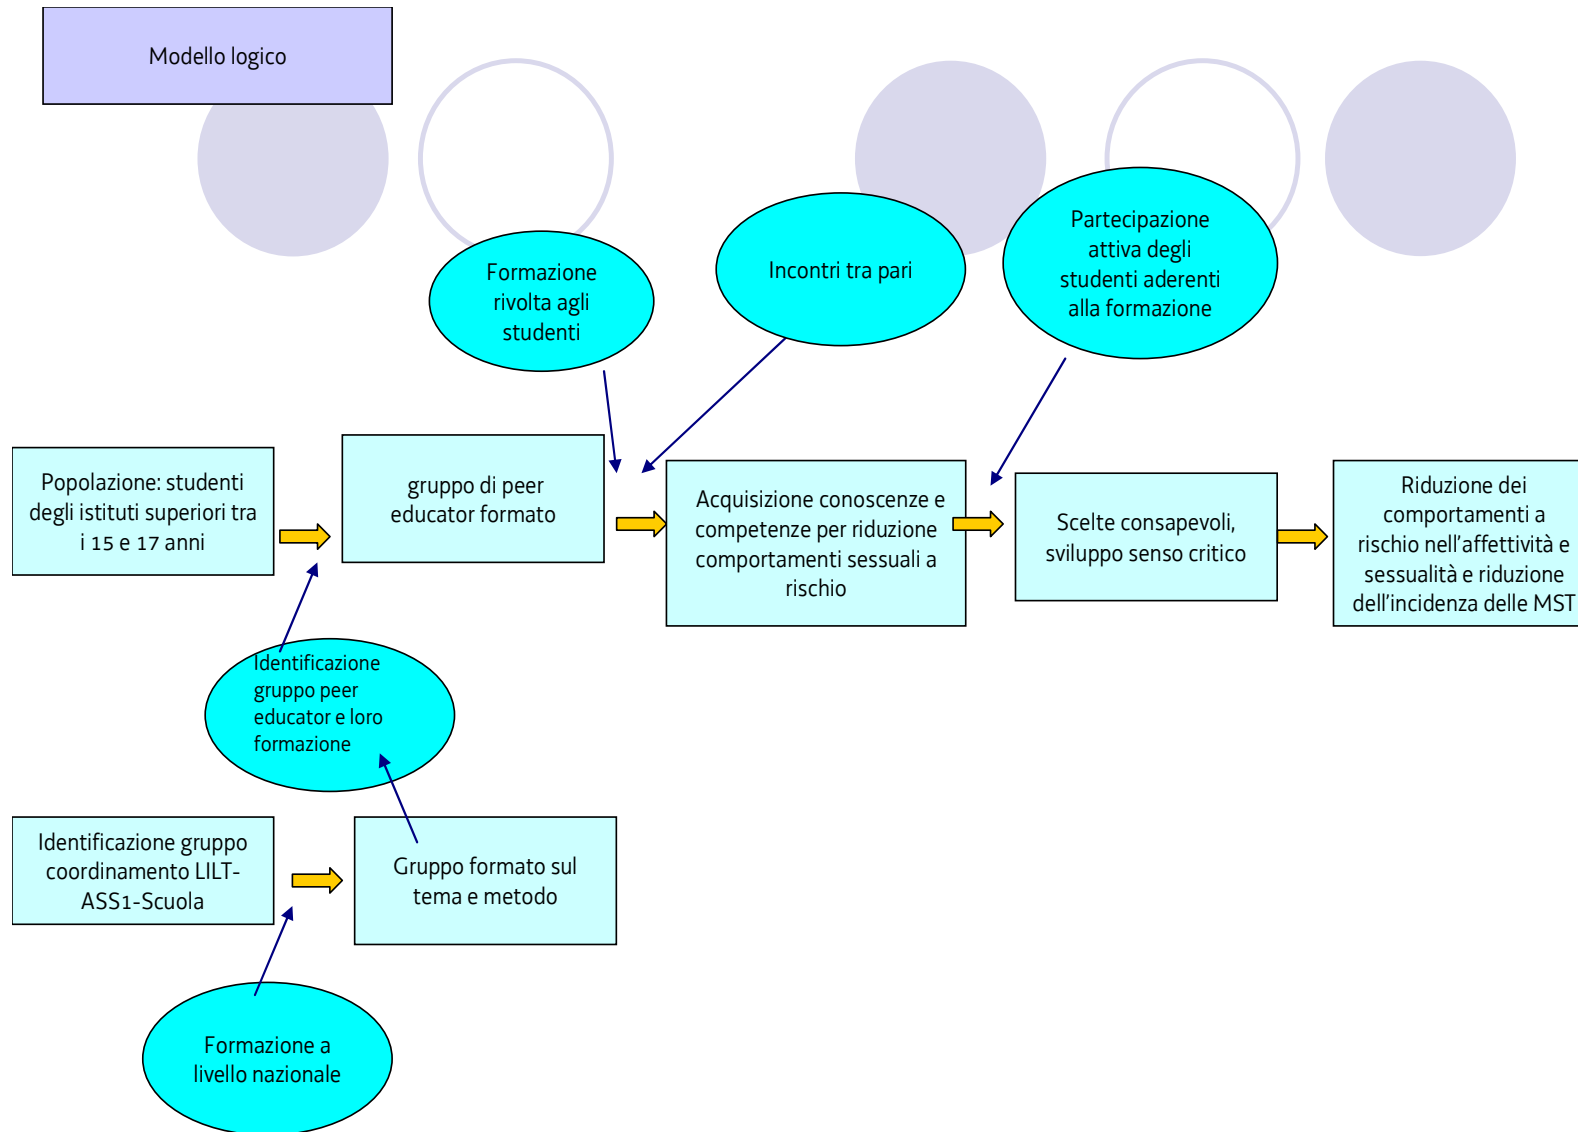 Modello logico
Formazione
rivolta agli
studenti
Incontri tra pari
Partecipazione
attiva degli
studenti aderenti
alla formazione
Popolazione: studenti
degli istituti superiori tra
i 15 e 17 anni
gruppo di peer
educator formato
Acquisizione conoscenze e
competenze per riduzione
comportamenti sessuali a
rischio
Scelte consapevoli,
sviluppo senso critico
Riduzione dei
comportamenti a
rischio nell'affettività e
sessualità e riduzione
dell'incidenza delle MST
Identificazione
gruppo peer
educator e loro
formazione
Identificazione gruppo
coordinamento LILT-
ASS1-Scuola
Gruppo formato sul
tema e metodo
Formazione a
livello nazionale